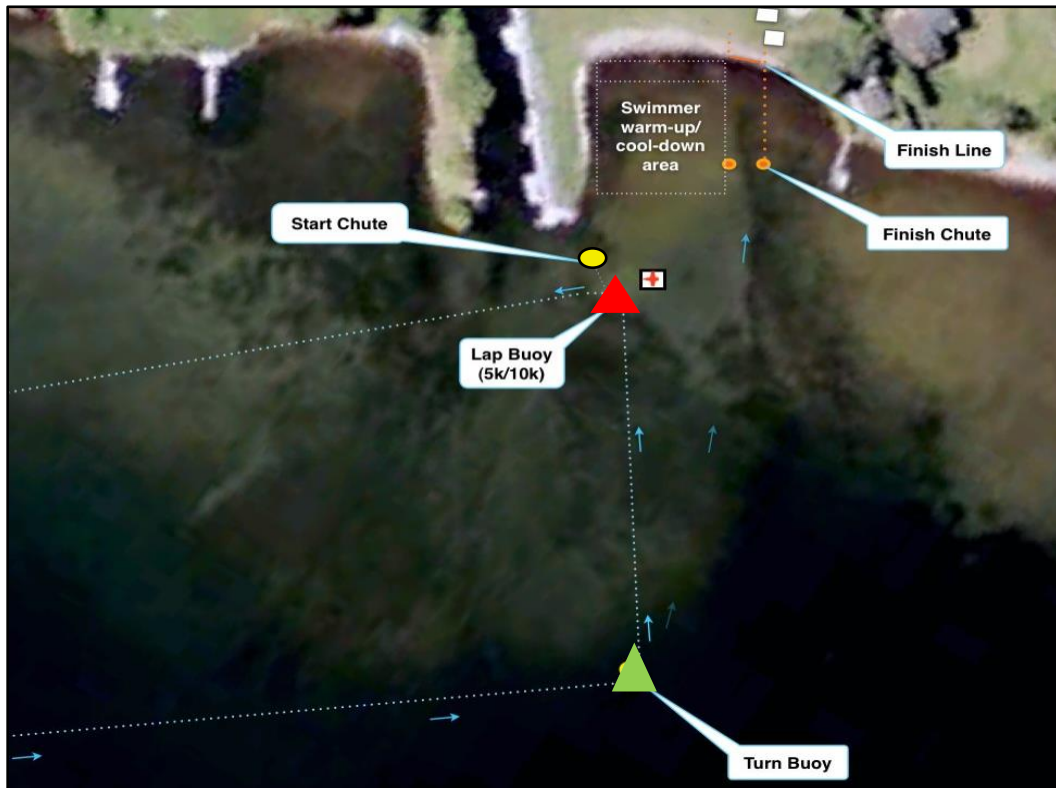 Swimmer
warm-up/
cool-down
area
Finish Line
Start Chute
Finish Chute
Lap Buoy
(5k/10k)
Turn Buoy